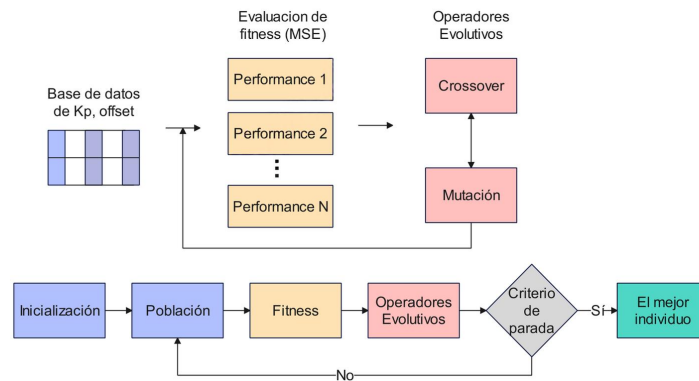 Evaluacion de
fitness (MSE)
Operadores
Evolutivos
Base de datos
de Kp, offset
Performance 1
Performance 2
Performance N
Crossover
Mutación
Inicialización
Población
Fitness
Operadores
Evolutivos
Criterio
de
parada
Sí
El mejor
individuo
No